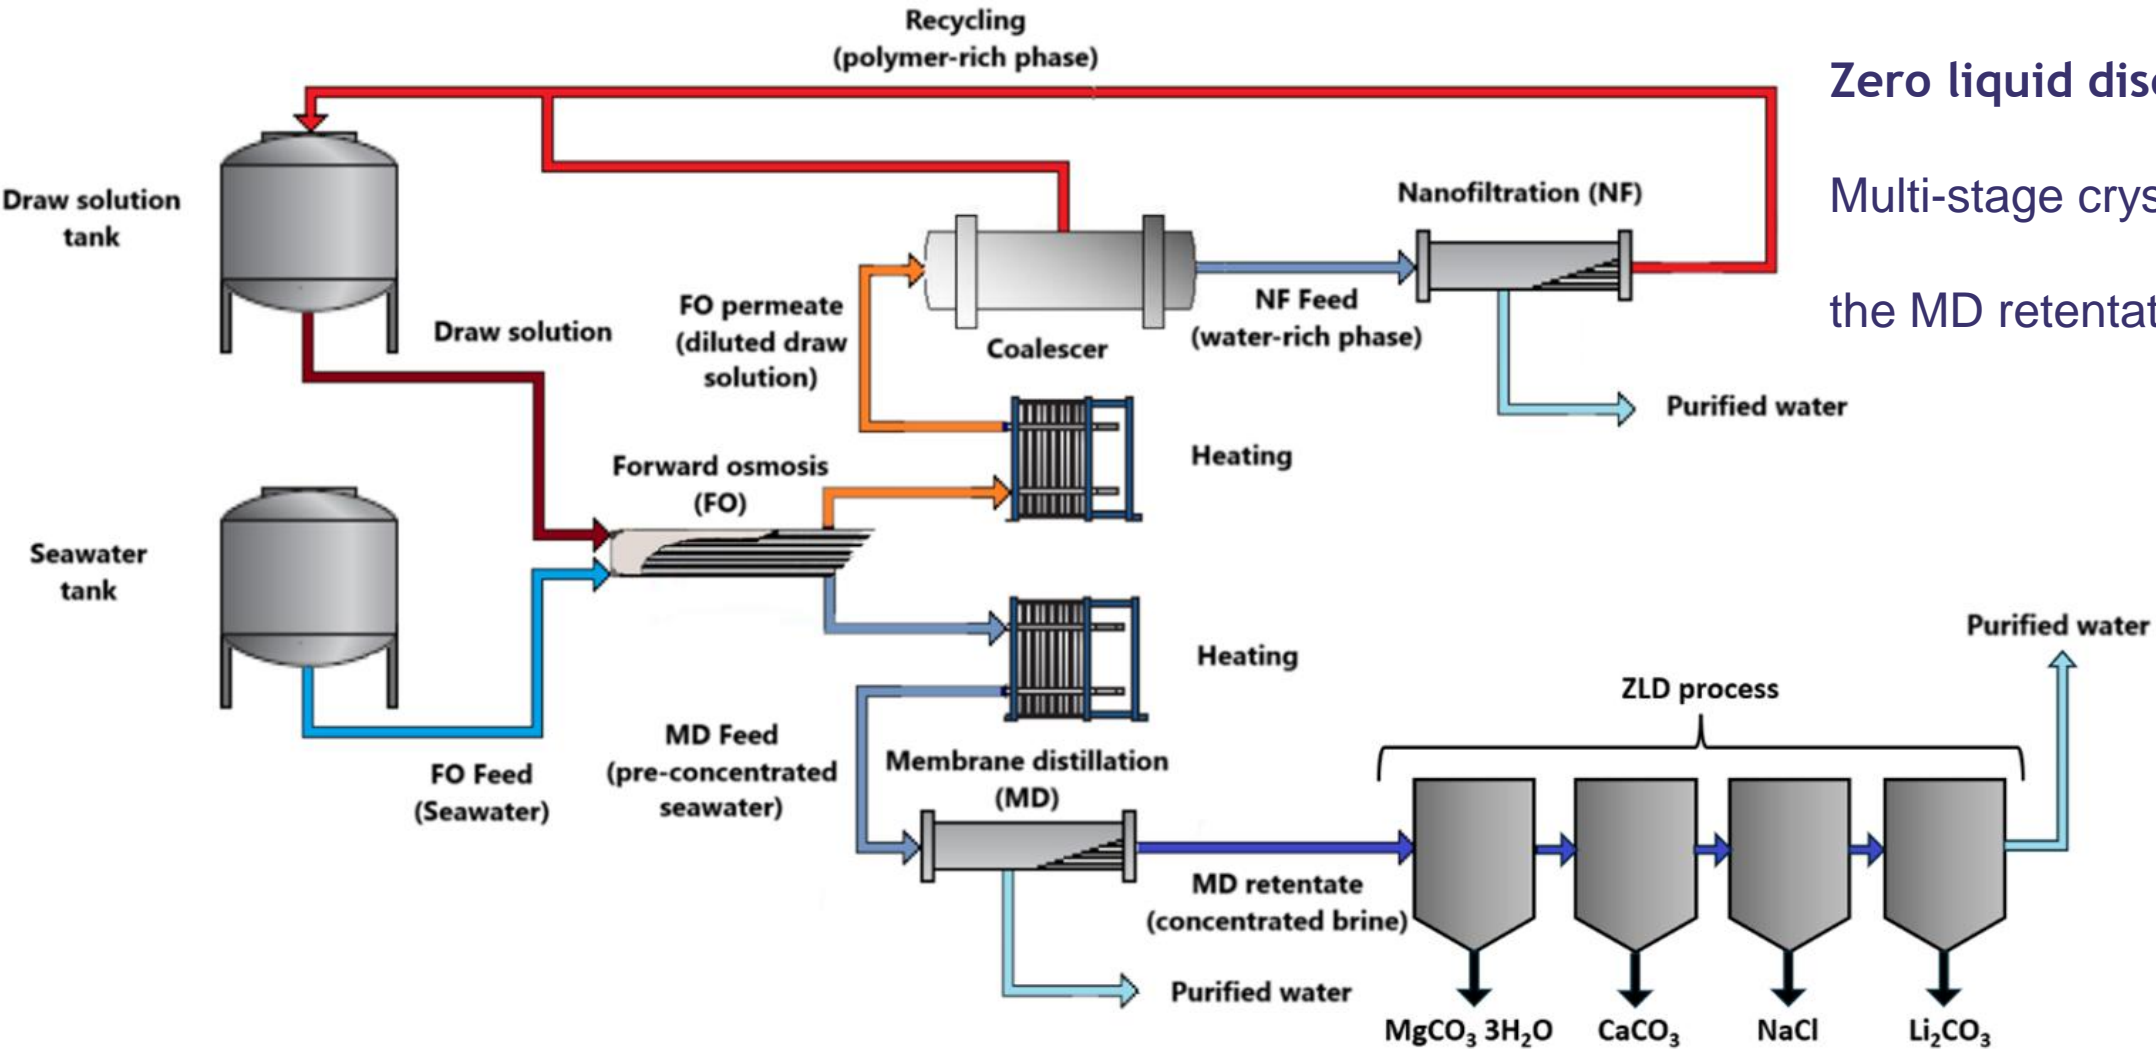 Recycling
(polymer-rich phase)
Zero liquid disc
Multi-stage crys
the MD retentat
Draw solution
tank
Nanofiltration (NF)
Draw solution
FO permeate
(diluted draw
solution)
Coalescer
NF Feed
(water-rich phase)
Purified water
Heating
Forward osmosis
(FO)
Seawater
tank
Heating
FO Feed
(Seawater)
MD Feed
(pre-concentrated
seawater)
Membrane distillation
(MD)
MD retentate
(concentrated brine)
Purified water
ZLD process
Purified water
MgCO₃ 3H₂O
CaCO₃
NaCl
Li₂CO₃